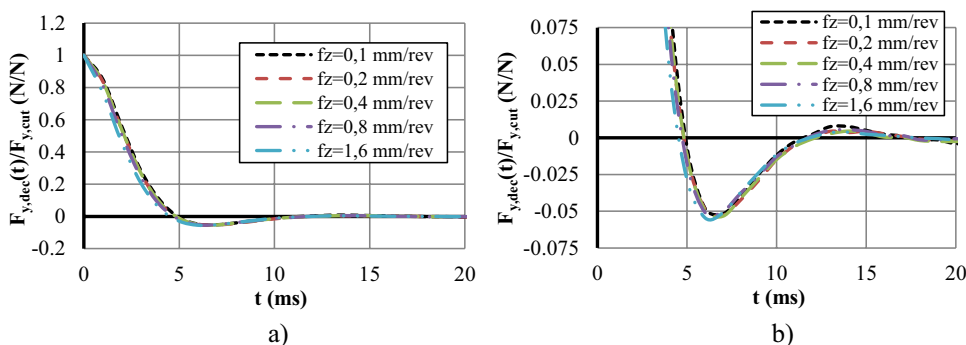 a)
1.2
1
0.8
0.6
0.4
0.2
0
-0.2
F_y,dec(t)/F_y,cut (N/N)
fz=0,1 mm/rev
fz=0,2 mm/rev
fz=0,4 mm/rev
fz=0,8 mm/rev
fz=1,6 mm/rev
0 5 10 15 20
t (ms)
a)
b)
0.075
0.05
0.025
0
-0.025
-0.05
-0.075
F_y,dec(t)/F_y,cut (N/N)
fz=0,1 mm/rev
fz=0,2 mm/rev
fz=0,4 mm/rev
fz=0,8 mm/rev
fz=1,6 mm/rev
0 5 10 15 20
t (ms)
b)